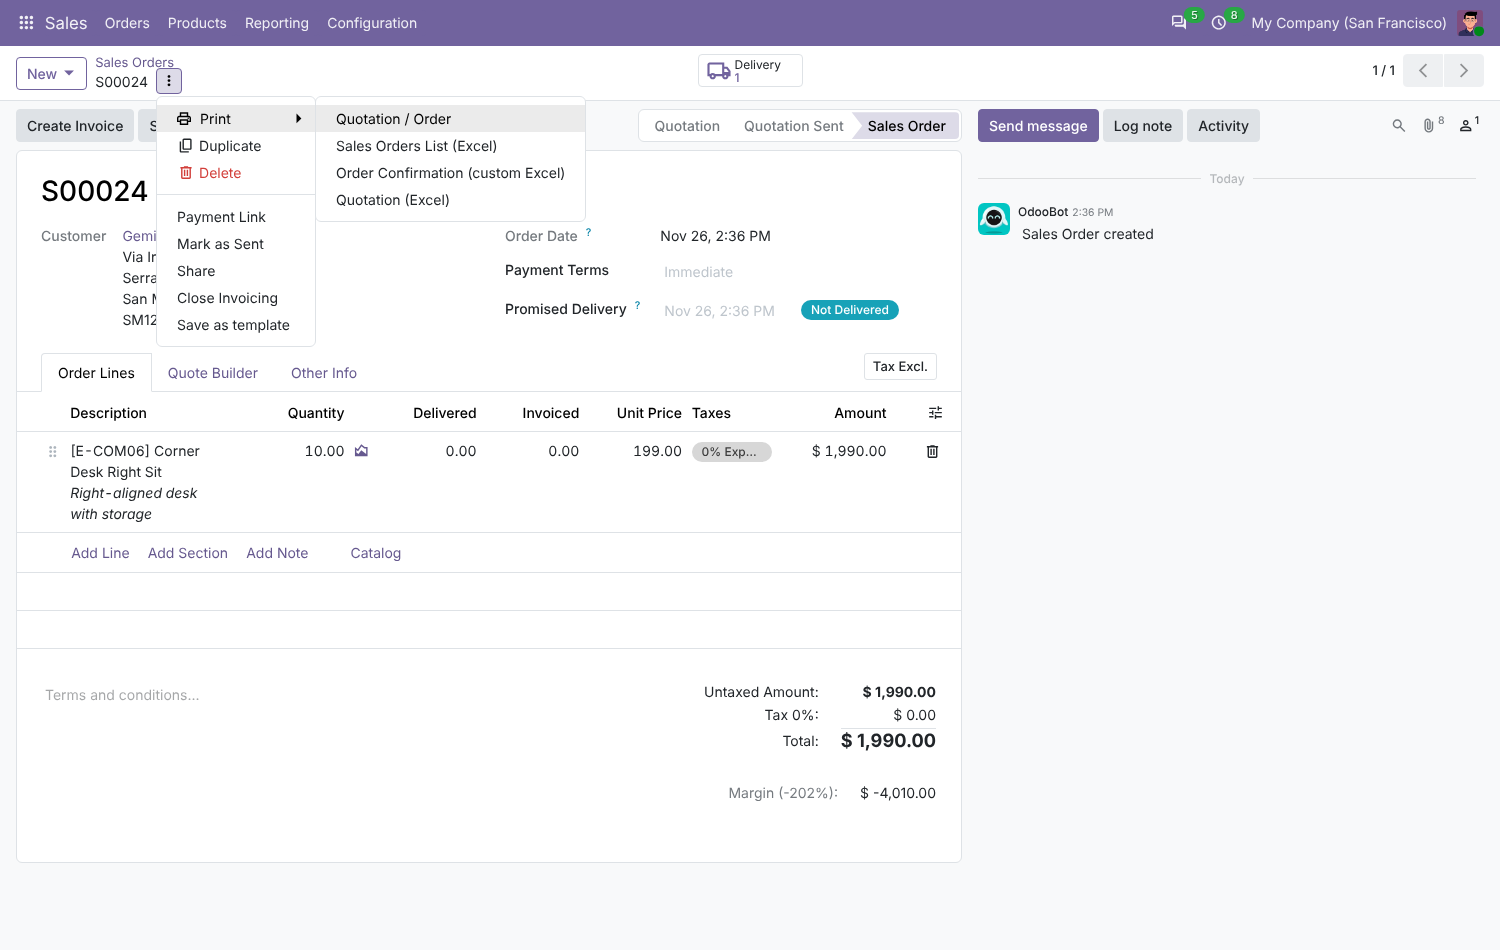 Sales Orders Products Reporting Configuration 5 8 My Company (San Francisco)
New
Sales Orders
S00024
Delivery
1
1 / 1
Create Invoice
Print
Duplicate
Delete
Payment Link
Mark as Sent
Share
Close Invoicing
Save as template
Quotation / Order
Sales Orders List (Excel)
Order Confirmation (custom Excel)
Quotation (Excel)
Quotation Quotation Sent Sales Order
Send message Log note Activity 8 1
S00024
Customer
Via
San
SM12
Order Date ? Nov 26, 2:36 PM
Payment Terms Immediate
Promised Delivery ? Nov 26, 2:36 PM Not Delivered
Today
OdooBot 2:36 PM
Sales Order created
Order Lines Quote Builder Other Info Tax Excl.
Description Quantity Delivered Invoiced Unit Price Taxes Amount
[E-COM06] Corner 10.00 0.00 0.00 199.00 0% Exp... $ 1,990.00
Desk Right Sit
Right-aligned desk
with storage
Add Line Add Section Add Note Catalog
Terms and conditions...
Untaxed Amount: $ 1,990.00
Tax 0%: $ 0.00
Total: $ 1,990.00
Margin (-202%): $ -4,010.00